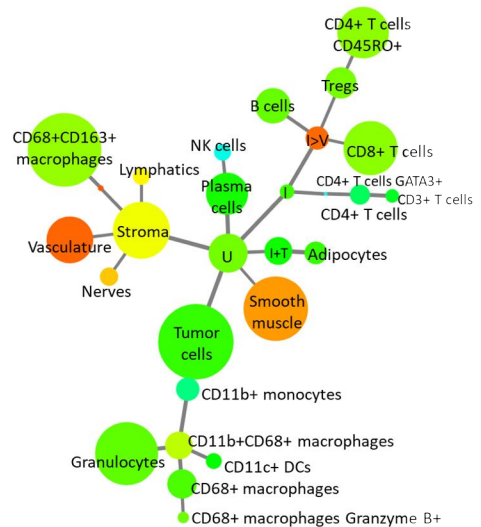 CD4+ T cells
CD45RO+
Tregs
B cells
I>V
CD8+ T cells
NK cells
CD68+CD163+
macrophages
Lymphatics
Plasma
cells
I
CD4+ T cells GATA3+
CD3+ T cells
CD4+ T cells
Stroma
Vasculature
U
I+T
Adipocytes
Nerves
Smooth
muscle
Tumor
cells
CD11b+ monocytes
CD11b+CD68+ macrophages
Granulocytes
CD11c+ DCs
CD68+ macrophages
CD68+ macrophages Granzyme B+